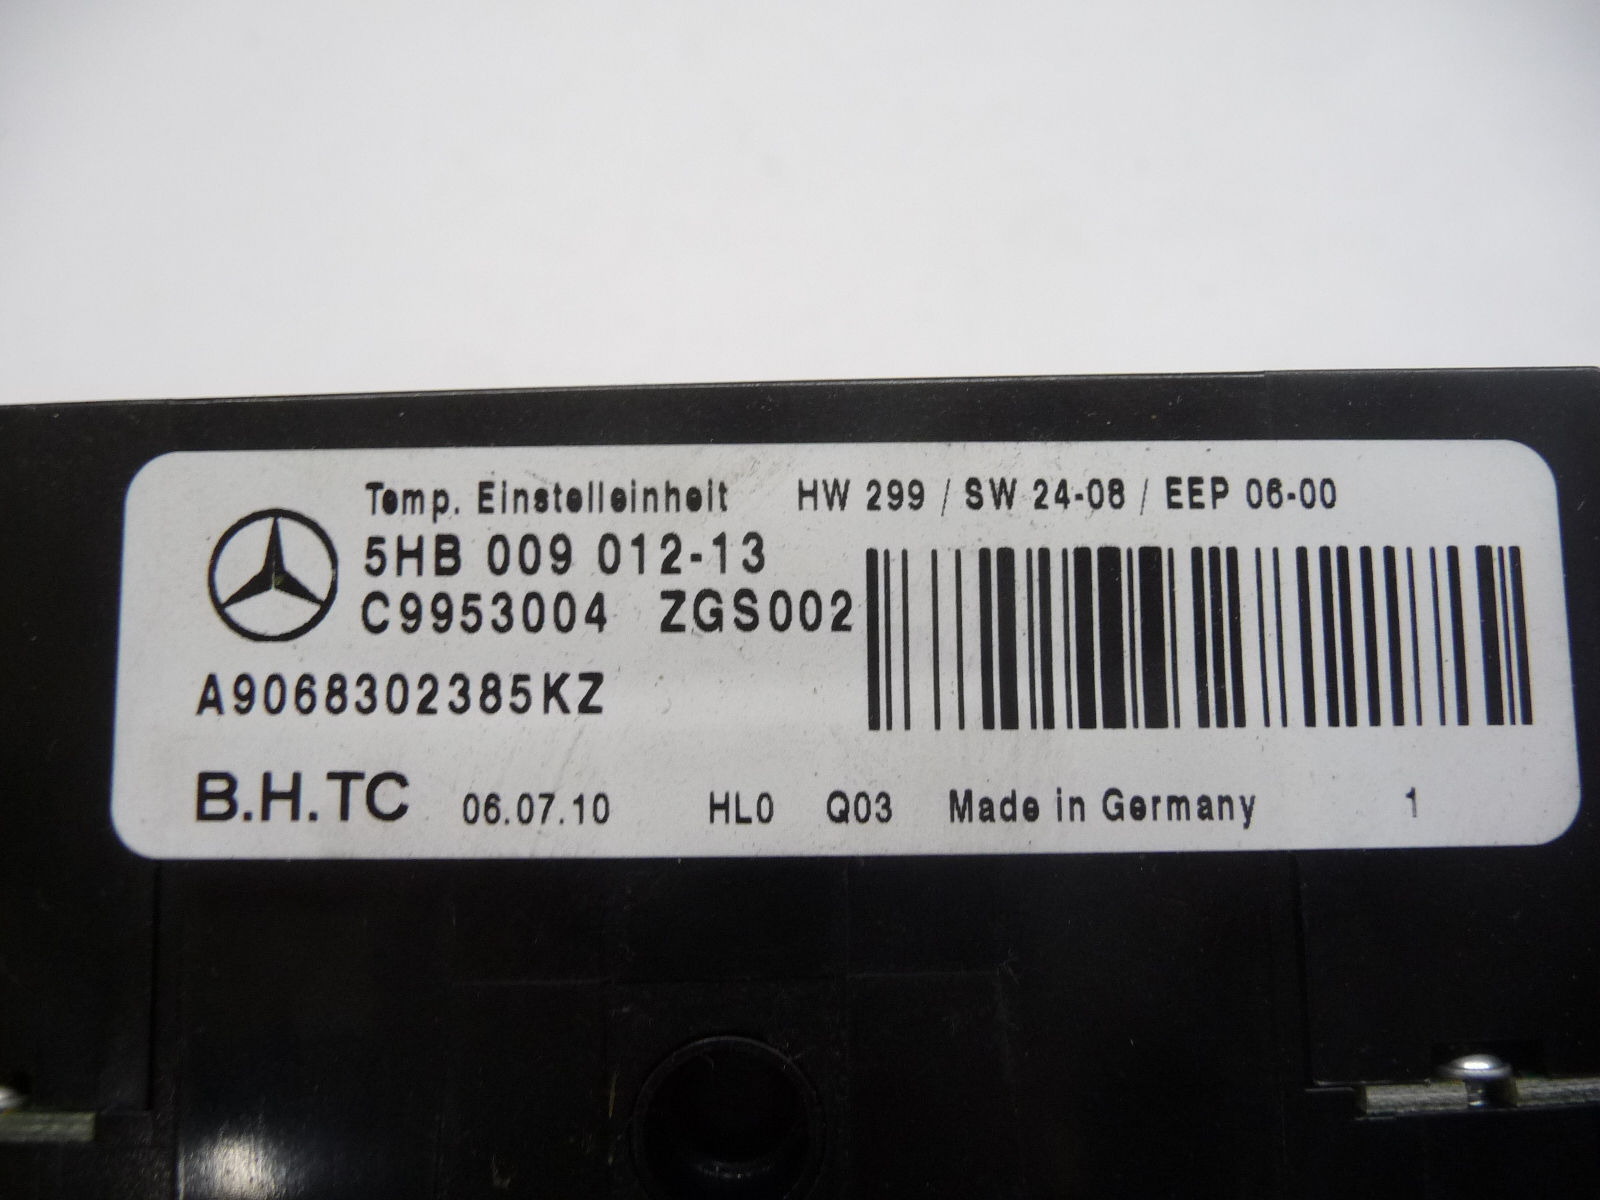 Temp. Einstelleinheit HW 299 / SW 24-08 / EEP 06-00
5HB 009 012-13
C9953004 ZGS002
A9068302385KZ
B.H.TC 06.07.10 HL0 Q03 Made in Germany 1